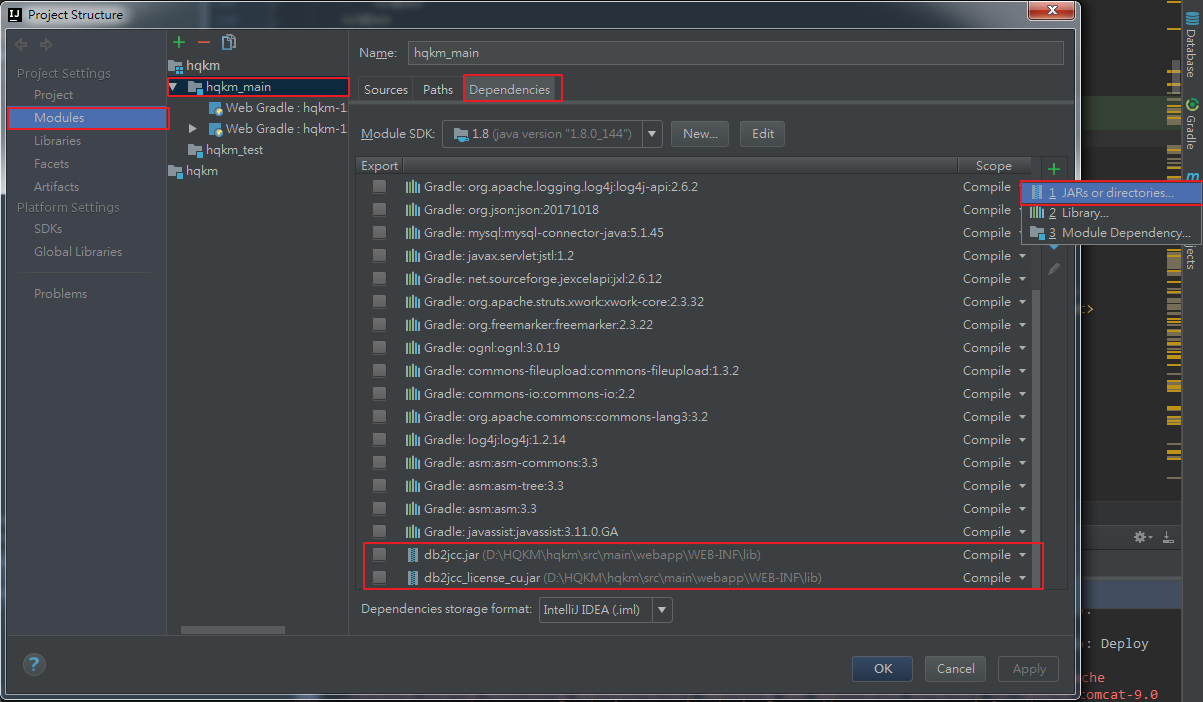 IJ Project Structure
Project Settings
Project
Modules
Libraries
Facets
Artifacts
Platform Settings
SDKs
Global Libraries
Problems
hqkm
hqkm_main
Web Gradle : hqkm-1
Web Gradle : hqkm-1
hqkm_test
hqkm
Name: hqkm_main
Sources Paths Dependencies
Module SDK: 1.8 (java version "1.8.0_144") New... Edit
Export Scope
Gradle: org.apache.logging.log4j:log4j-api:2.6.2 Compile
Gradle: org.json:json:20171018 Compile
Gradle: mysql:mysql-connector-java:5.1.45 Compile
Gradle: javax.servlet:jstl:1.2 Compile
Gradle: net.sourceforge.jexcelapi:jxl:2.6.12 Compile
Gradle: org.apache.struts.xwork:xwork-core:2.3.32 Compile
Gradle: org.freemarker:freemarker:2.3.22 Compile
Gradle: ognl:ognl:3.0.19 Compile
Gradle: commons-fileupload:commons-fileupload:1.3.2 Compile
Gradle: commons-io:commons-io:2.2 Compile
Gradle: org.apache.commons:commons-lang3:3.2 Compile
Gradle: log4j:log4j:1.2.14 Compile
Gradle: asm:asm-commons:3.3 Compile
Gradle: asm:asm-tree:3.3 Compile
Gradle: asm:asm:3.3 Compile
Gradle: javassist:javassist:3.11.0.GA Compile
db2jcc.jar (D:\HQKM\hqkm\src\main\webapp\WEB-INF\lib) Compile
db2jcc_license_cu.jar (D:\HQKM\hqkm\src\main\webapp\WEB-INF\lib) Compile
Dependencies storage format: IntelliJ IDEA (.iml)
? OK Cancel Apply
1 JARs or directories...
2 Library...
3 Module Dependency...
Database
Gradle
m
jects
:>
: Deploy
che
omcat-9.0